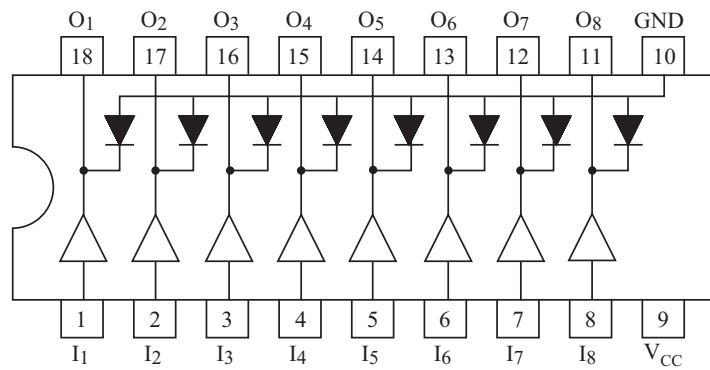 O1 O2 O3 O4 O5 O6 O7 O8 GND
18 17 16 15 14 13 12 11 10
1 2 3 4 5 6 7 8 9
I1 I2 I3 I4 I5 I6 I7 I8 VCC